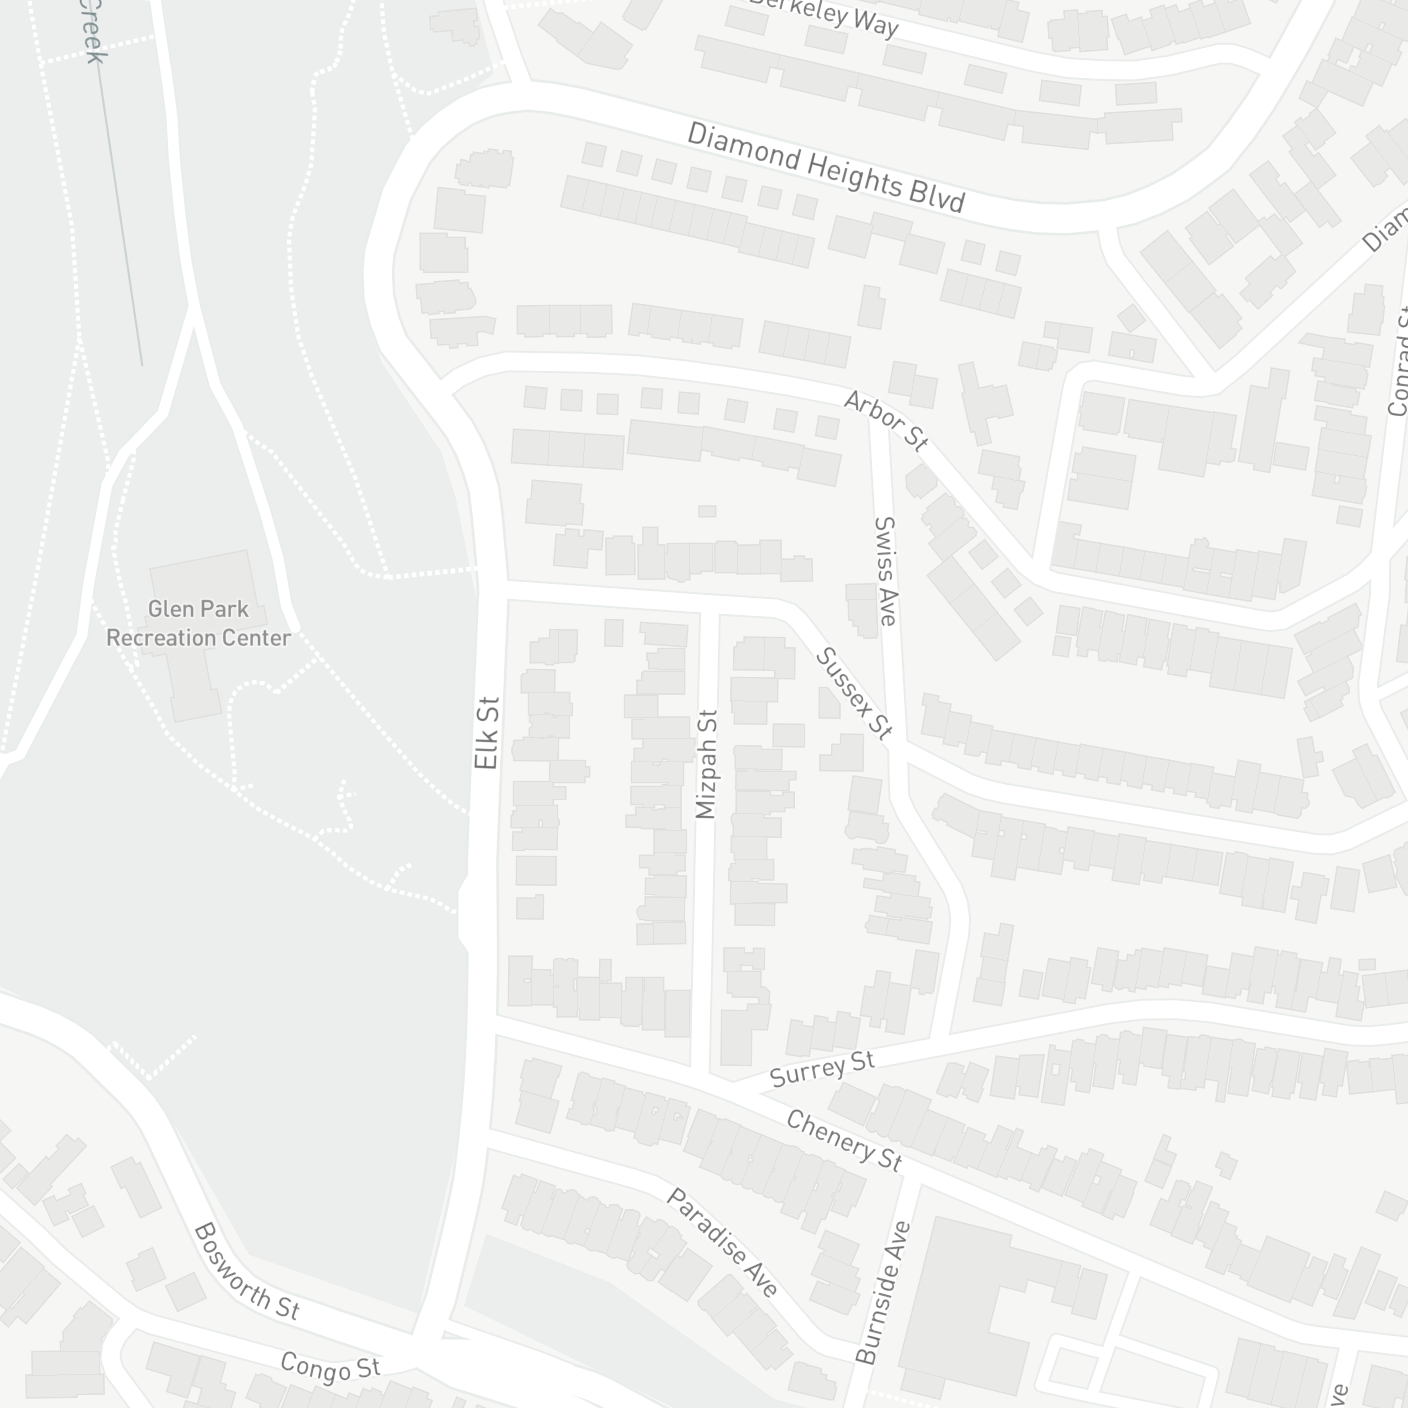 Creek
Berkeley Way
Diamond Heights Blvd
Conrad St
Arbor St
Swiss Ave
Glen Park
Recreation Center
Sussex St
Elk St
Mizpah St
Surrey St
Chenery St
Paradise Ave
Burnside Ave
Bosworth St
Congo St